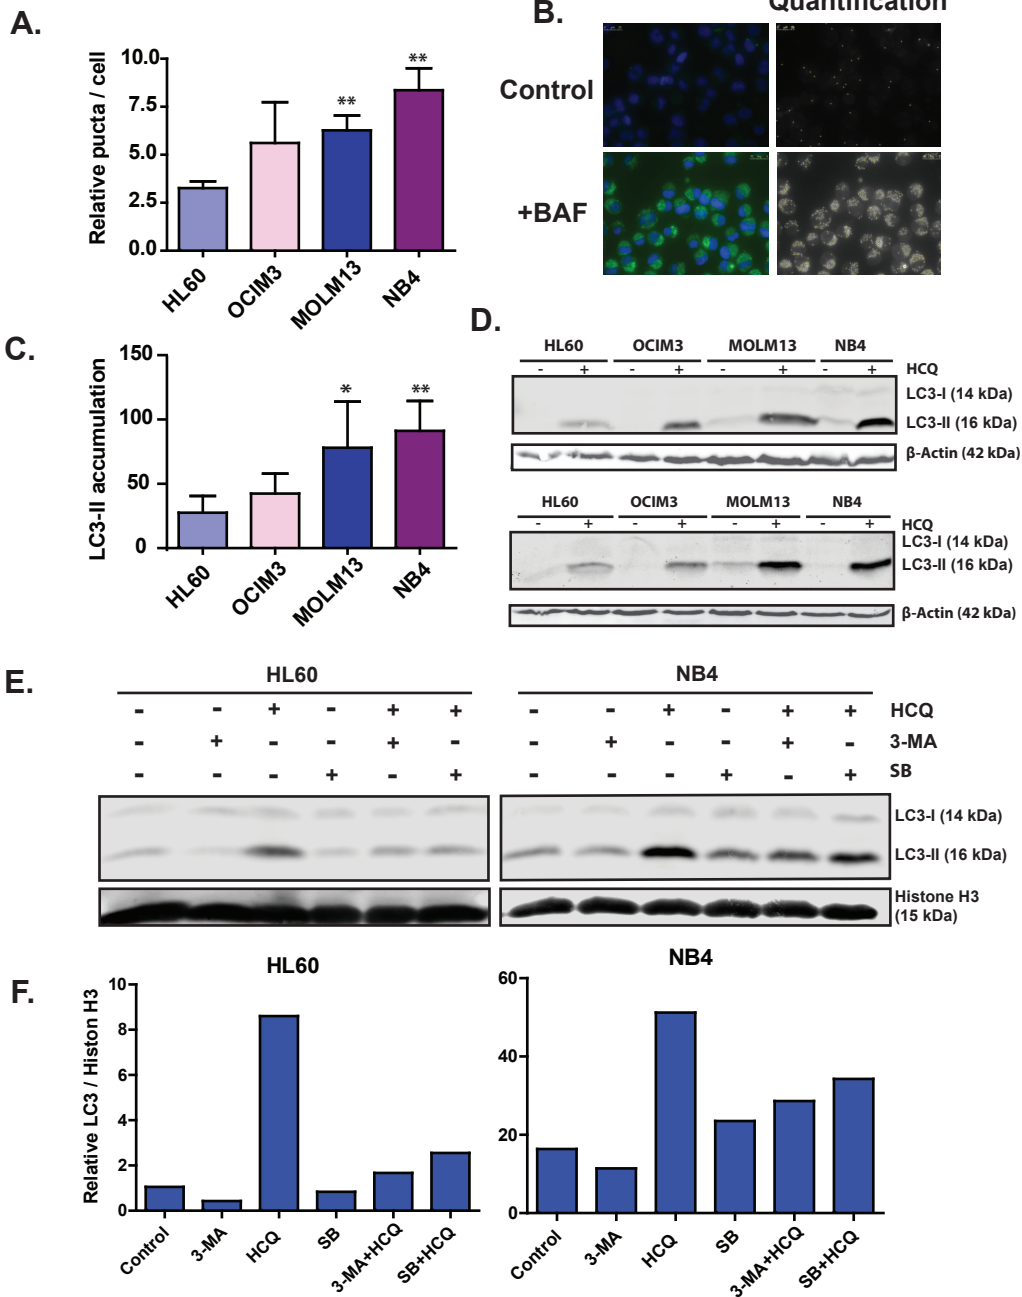 A.
Relative pucta / cell
10.0
7.5
5.0
2.5
0.0
**
**
HL60
OCIM3
MOLM13
NB4
B.
Quantification
Control
+BAF
C.
LC3-II accumulation
150
100
50
0
*
**
HL60
OCIM3
MOLM13
NB4
D.
HL60 OCIM3 MOLM13 NB4
- + - + - + - + HCQ
LC3-I (14 kDa)
LC3-II (16 kDa)
β-Actin (42 kDa)
HL60 OCIM3 MOLM13 NB4
- + - + - + - + HCQ
LC3-I (14 kDa)
LC3-II (16 kDa)
β-Actin (42 kDa)
E.
HL60 NB4
- - + - + + - - + - + + HCQ
- + - - + - - + - - + - 3-MA
- - - + - + - - - + - + SB
LC3-I (14 kDa)
LC3-II (16 kDa)
Histone H3
(15 kDa)
F.
HL60
Relative LC3 / Histon H3
10
8
6
4
2
0
Control
3-MA
HCQ
SB
3-MA+HCQ
SB+HCQ
NB4
60
40
20
0
Control
3-MA
HCQ
SB
3-MA+HCQ
SB+HCQ